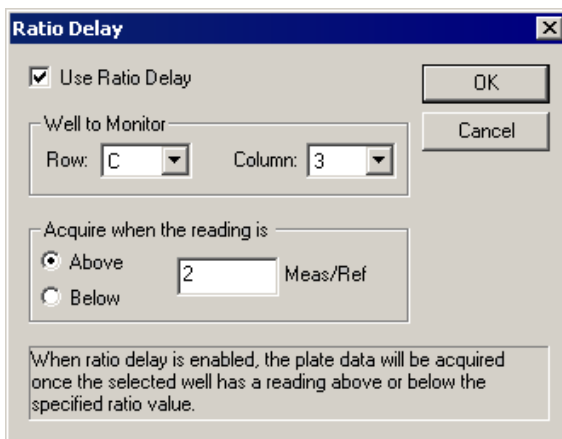 Ratio Delay
Use Ratio Delay
OK
Cancel
Well to Monitor
Row: C Column: 3
Acquire when the reading is
Above
2 Meas/Ref
Below
When ratio delay is enabled, the plate data will be acquired
once the selected well has a reading above or below the
specified ratio value.